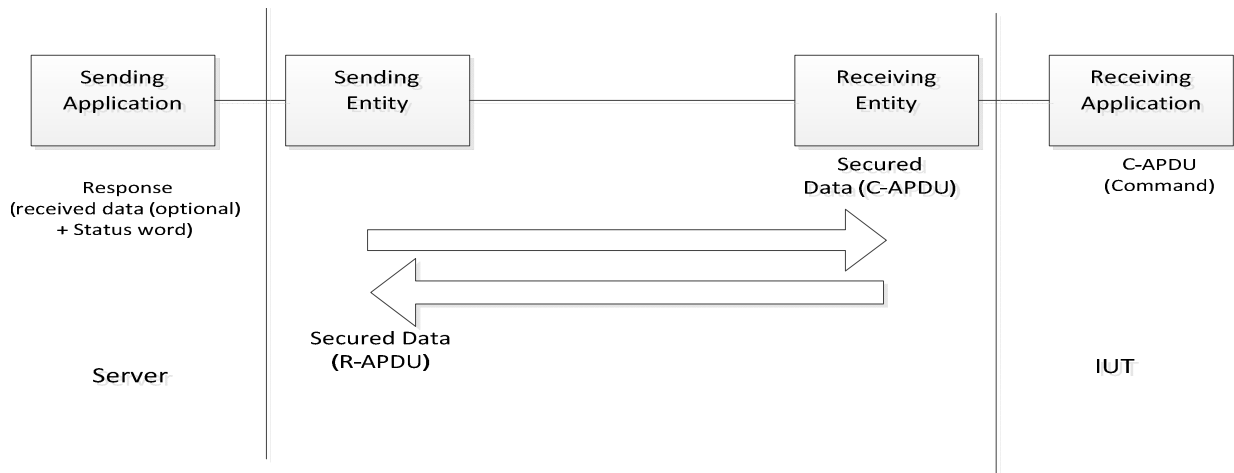 Sending
Application
Sending
Entity
Receiving
Entity
Receiving
Application
Response
(received data (optional)
+ Status word)
Secured
Data (C-APDU)
C-APDU
(Command)
Secured Data
(R-APDU)
Server
IUT